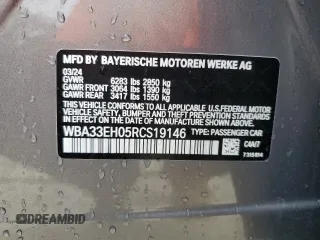 MFD BY BAYERISCHE MOTOREN WERKE AG
03/24
GVWR 6283 lbs 2850 kg
GAWR FRONT 3064 lbs 1390 kg
GAWR REAR 3417 lbs 1550 kg
THIS VEHICLE CONFORMS TO ALL APPLICABLE U.S. FEDERAL MOTOR VEHICLE SAFETY, BUMPER, AND THEFT PREVENTION STANDARDS IN EFFECT ON THE DATE OF MANUFACTURE SHOWN ABOVE.
WBA33EH05RCS19146 TYPE: PASSENGER CAR
CAAT
DREAMBID